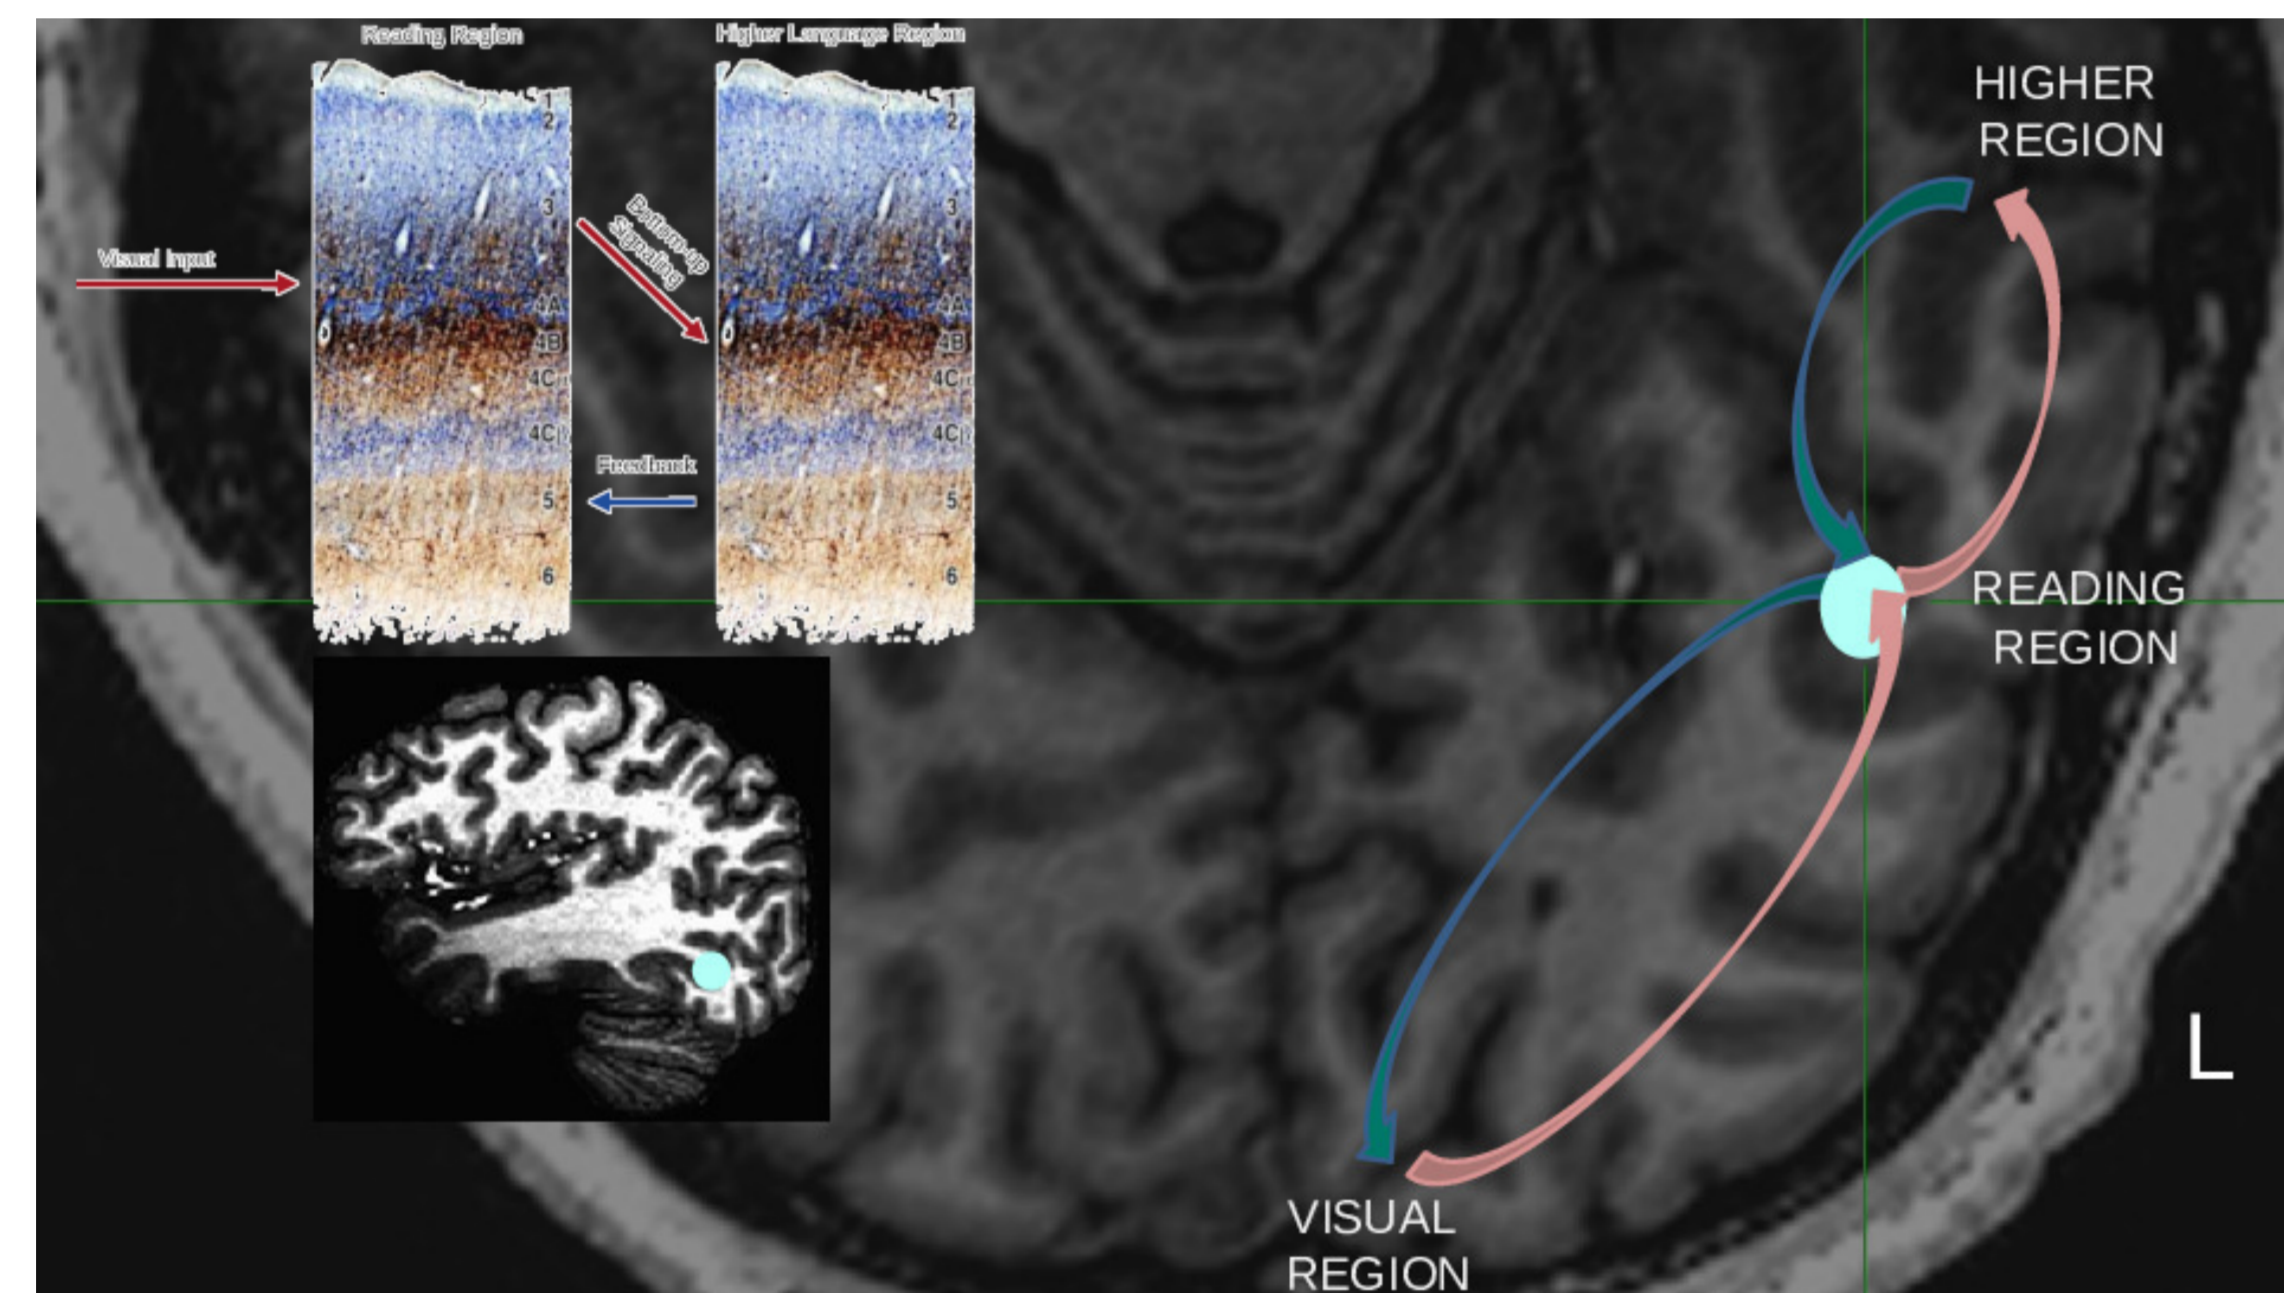 Reading Region
Higher Language Region
1
2
3
4A
4B
4C
4C
5
6
1
2
3
4A
4B
4C
4C
5
6
Visual Input
Bottom-up
Signaling
Feedback
HIGHER
REGION
READING
REGION
VISUAL
REGION
L